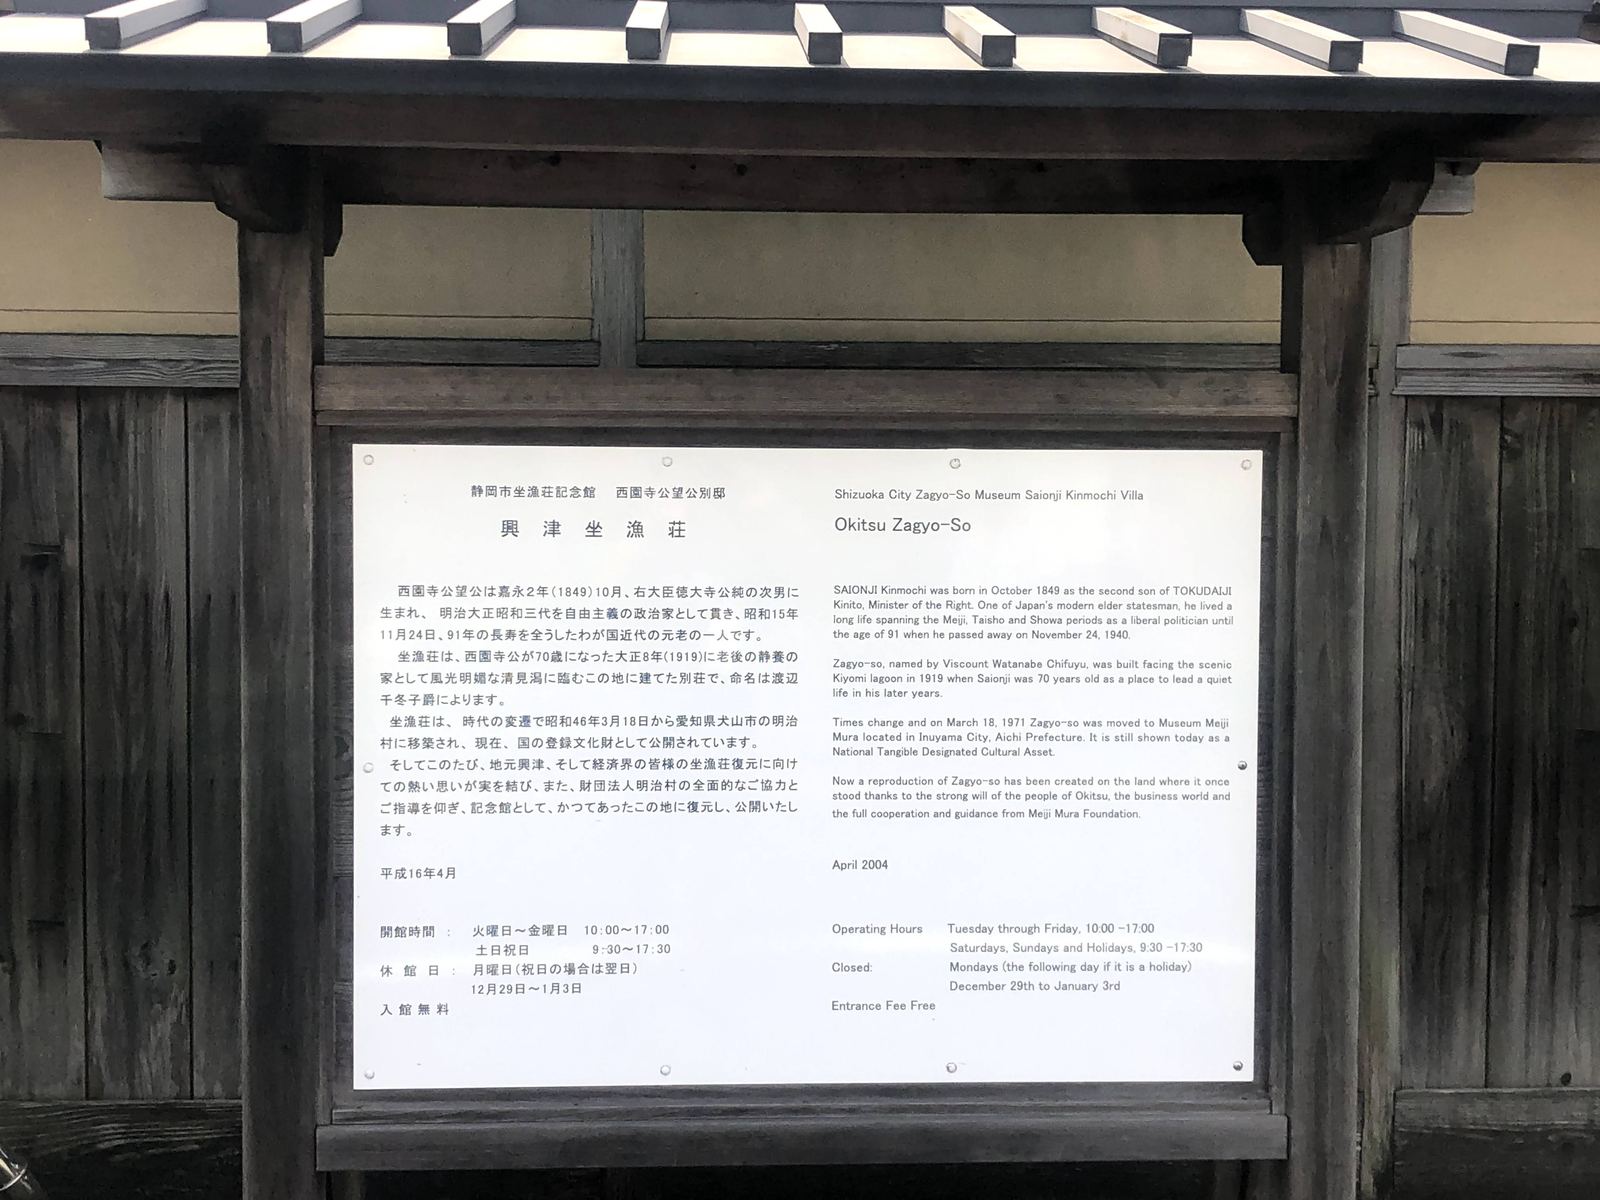 静岡市坐漁荘記念館　西園寺公望公別邸
興津坐漁荘
西園寺公望公は嘉永2年(1849)10月、右大臣徳大寺公純の次男に
生まれ、 明治大正昭和三代を自由主義の政治家として貫き、昭和15年
11月24日、91年の長寿を全うしたわが国近代の元老の一人です。
坐漁荘は、西園寺公が70歳になった大正8年(1919)に老後の静養の
家として風光明媚な清見潟に臨むこの地に建てた別荘で、命名は渡辺
千冬子爵によります。
坐漁荘は、 時代の変遷で昭和46年3月18日から愛知県犬山市の明治
村に移築され、 現在、 国の登録文化財として公開されています。
そしてこのたび、地元興津、そして経済界の皆様の坐漁荘復元に向け
ての熱い思いが実を結び、また、財団法人明治村の全面的なご協力と
ご指導を仰ぎ、記念館として、かつてあったこの地に復元し、公開いたし
ます。
平成16年4月
開館時間 ： 火曜日～金曜日 10:00～17:00
土日祝日 9:30～17:30
休 館 日 ： 月曜日(祝日の場合は翌日)
12月29日～1月3日
入 館 無 料
Shizuoka City Zagyo-So Museum Saionji Kinmochi Villa
Okitsu Zagyo-So
SAIONJI Kinmochi was born in October 1849 as the second son of TOKUDAIJI
Kinito, Minister of the Right. One of Japan's modern elder statesman, he lived a
long life spanning the Meiji, Taisho and Showa periods as a liberal politician until
the age of 91 when he passed away on November 24, 1940.
Zagyo-so, named by Viscount Watanabe Chifuyu, was built facing the scenic
Kiyomi lagoon in 1919 when Saionji was 70 years old as a place to lead a quiet
life in his later years.
Times change and on March 18, 1971 Zagyo-so was moved to Museum Meiji
Mura located in Inuyama City, Aichi Prefecture. It is still shown today as a
National Tangible Designated Cultural Asset.
Now a reproduction of Zagyo-so has been created on the land where it once
stood thanks to the strong will of the people of Okitsu, the business world and
the full cooperation and guidance from Meiji Mura Foundation.
April 2004
Operating Hours Tuesday through Friday, 10:00 -17:00
Saturdays, Sundays and Holidays, 9:30 -17:30
Closed: Mondays (the following day if it is a holiday)
December 29th to January 3rd
Entrance Fee Free